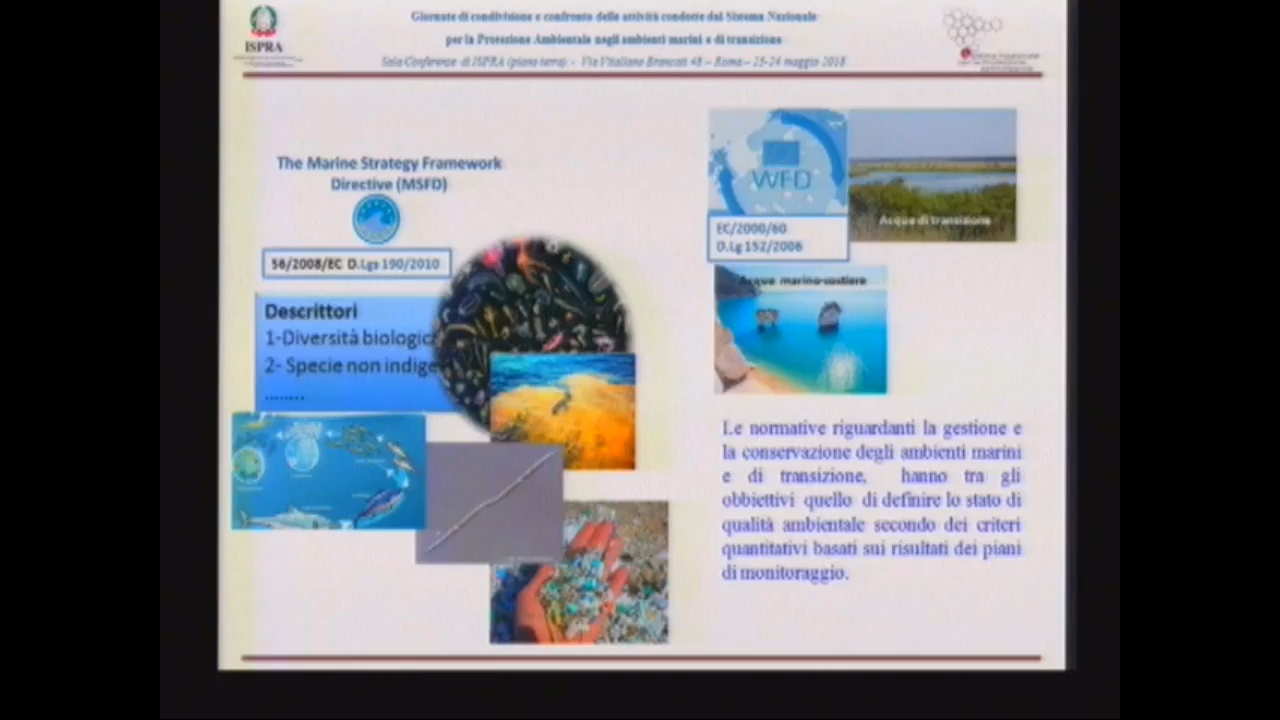 Giornate di condivisione e confronto delle attività condotte dal Sistema Nazionale
per la Protezione Ambientale negli ambienti marini e di transizione
Sala Conferenze di ISPRA (piano terra) - Via Vitaliano Brancati 48 – Roma – 23-24 maggio 2018
ISPRA
The Marine Strategy Framework
Directive (MSFD)
56/2008/EC D.Lgs 190/2010
Descrittori
1-Diversità biologic
2- Specie non indige
........
WFD
EC/2000/60
D.Lg 152/2006
Acque di transizione
Acque marino-costiere
Le normative riguardanti la gestione e
la conservazione degli ambienti marini
e di transizione, hanno tra gli
obbiettivi quello di definire lo stato di
qualità ambientale secondo dei criteri
quantitativi basati sui risultati dei piani
di monitoraggio.